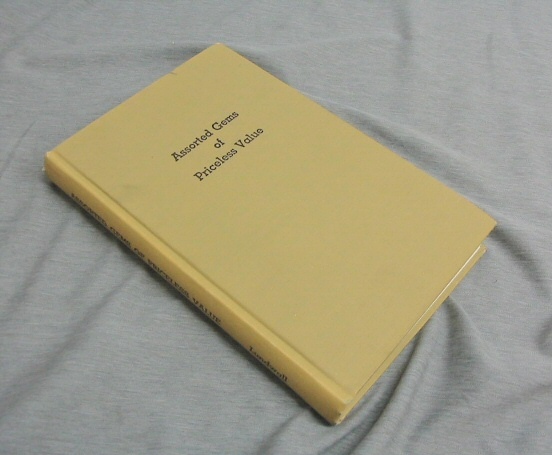 Assorted Gems
of
Priceless Value
ASSORTED GEMS OF PRICELESS VALUE
Lundwall